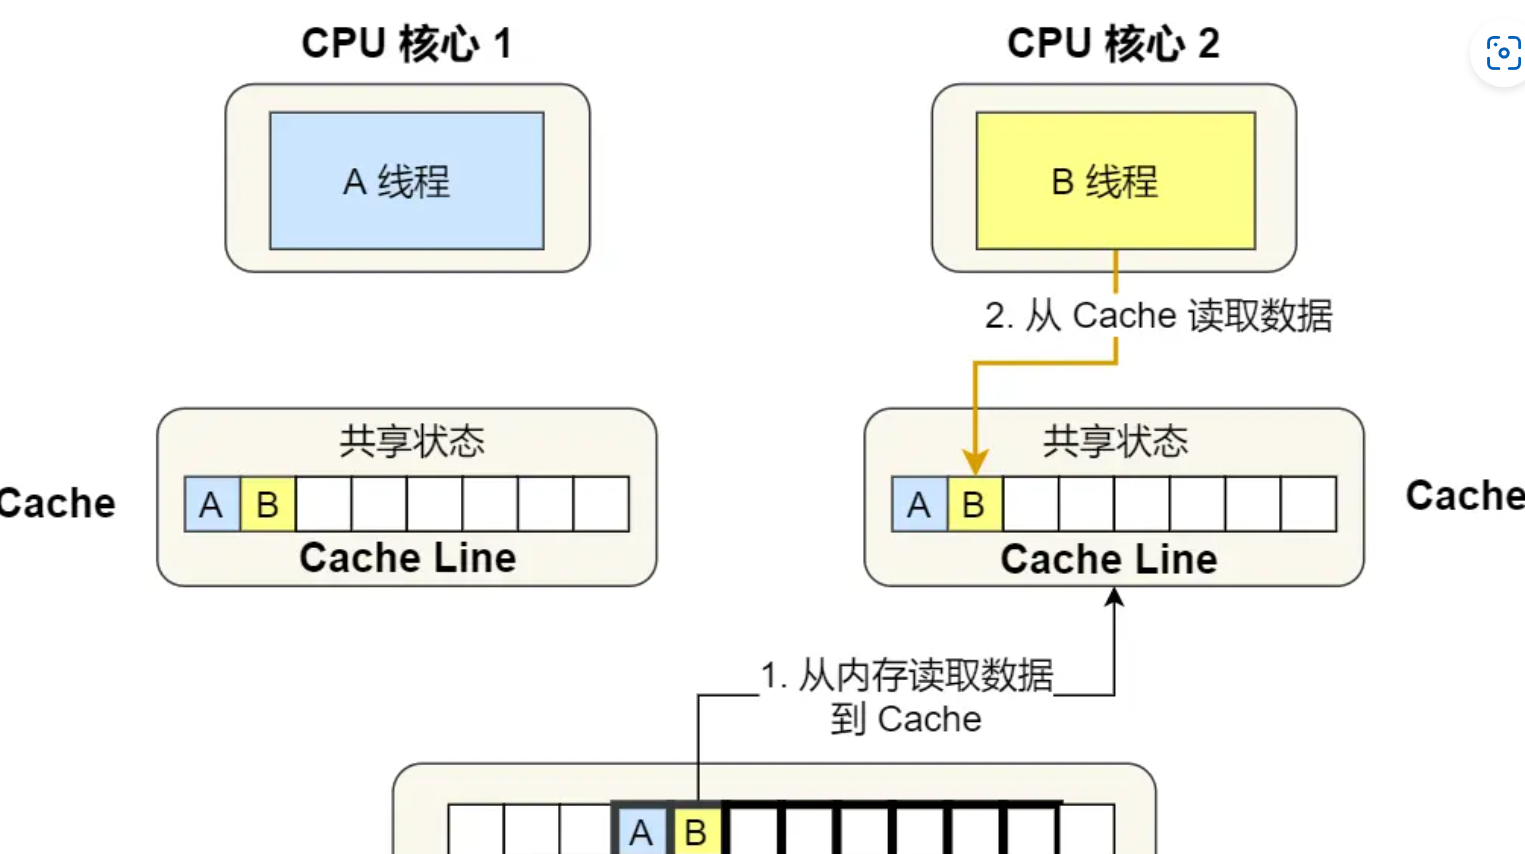 CPU 核心 1
CPU 核心 2
A 线程
B 线程
2. 从 Cache 读取数据
共享状态
共享状态
Cache
A B
A B
Cache
Cache Line
Cache Line
1. 从内存读取数据
到 Cache
A B